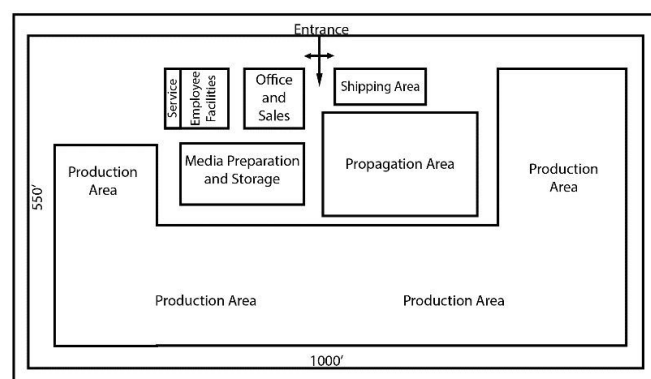 Entrance
Service
Employee
Facilities
Office
and
Sales
Shipping Area
Production
Area
Media Preparation
and Storage
Propagation Area
Production
Area
550'
Production Area
Production Area
1000'